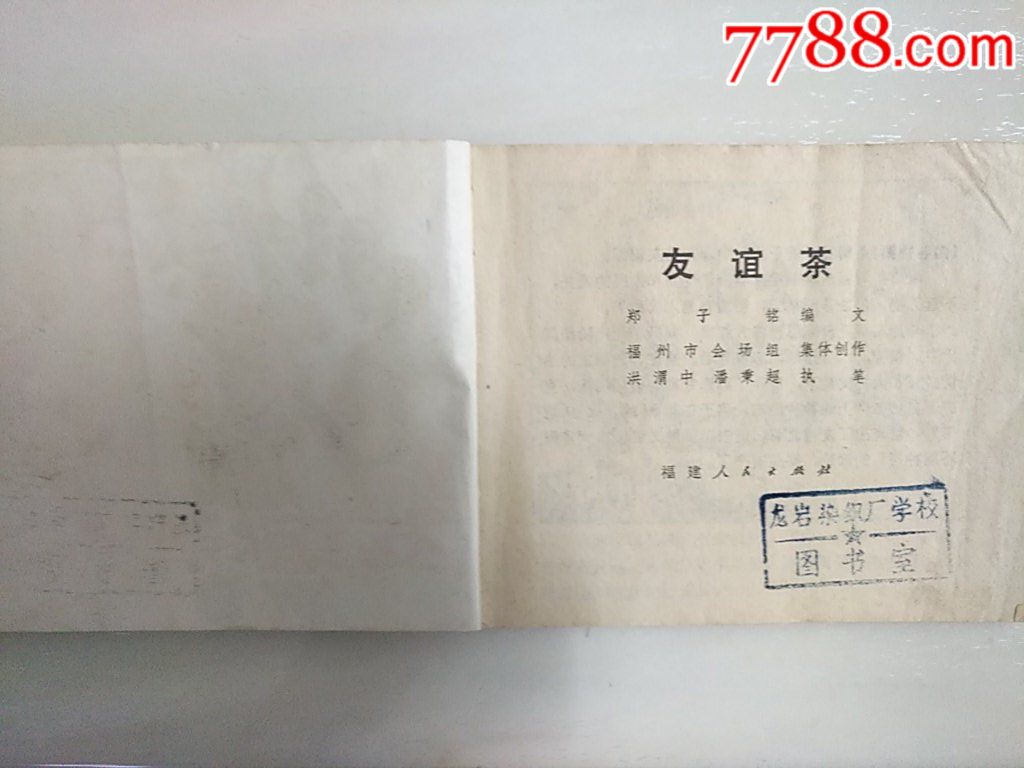 7788.com
友谊茶
郑子铭编文
福州市会场组 集体创作
洪渭中潘秉超执笔
福建人民出版社
龙岩染织厂学校
图书室